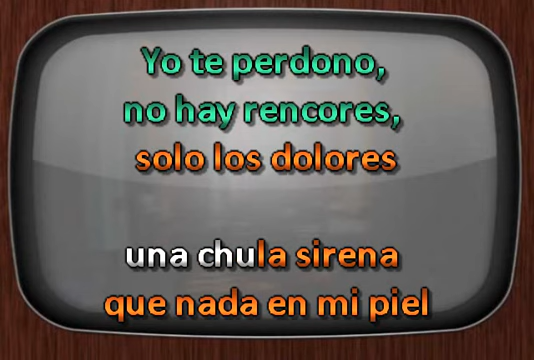 Yo te perdono,
no hay rencores,
solo los dolores
una chula sirena
que nada en mi piel